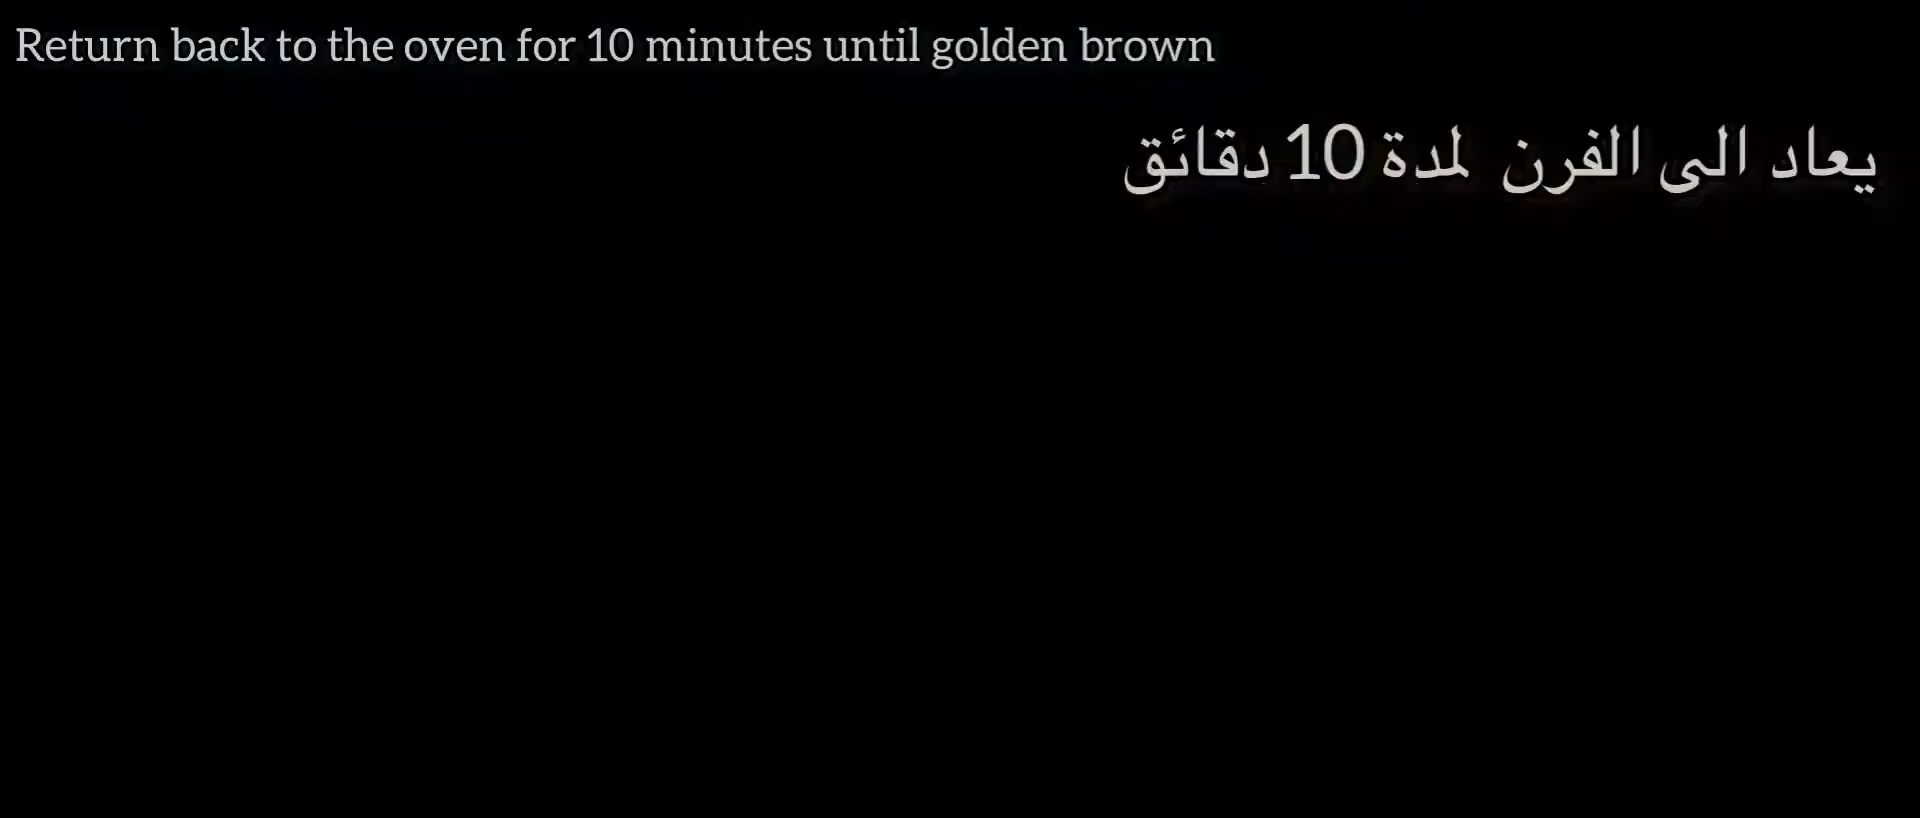 Return back to the oven for 10 minutes until golden brown
يعاد الى الفرن لمدة 10 دقائق